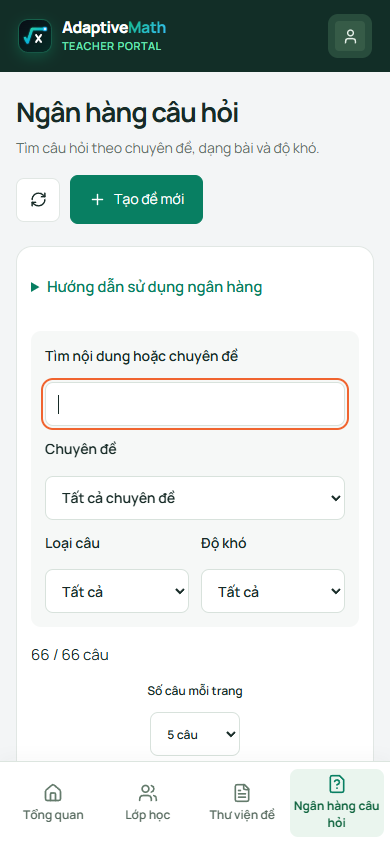 AdaptiveMath
TEACHER PORTAL
Ngân hàng câu hỏi
Tìm câu hỏi theo chuyên đề, dạng bài và độ khó.
Tạo đề mới
Hướng dẫn sử dụng ngân hàng
Tìm nội dung hoặc chuyên đề
Chuyên đề
Tất cả chuyên đề
Loại câu Độ khó
Tất cả Tất cả
66 / 66 câu
Số câu mỗi trang
5 câu
Tổng quan Lớp học Thư viện đề Ngân hàng câu
hỏi